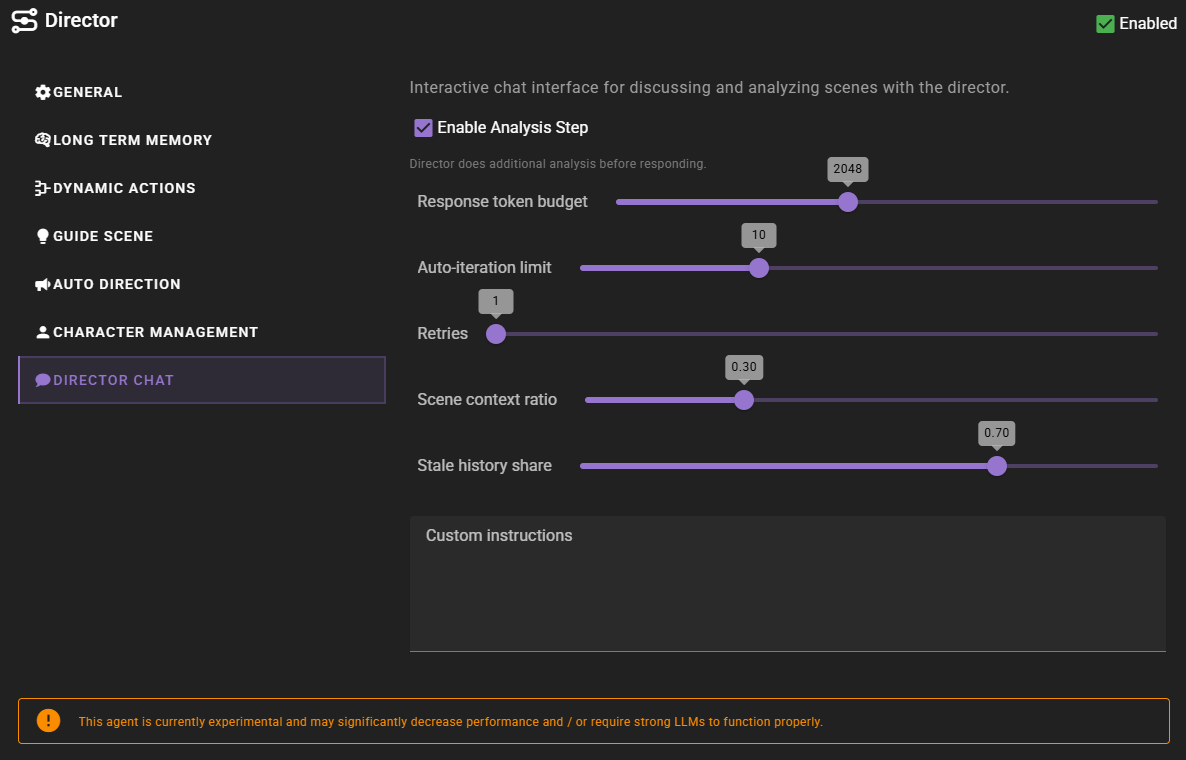 Director
Enabled
GENERAL
LONG TERM MEMORY
DYNAMIC ACTIONS
GUIDE SCENE
AUTO DIRECTION
CHARACTER MANAGEMENT
DIRECTOR CHAT
Interactive chat interface for discussing and analyzing scenes with the director.
Enable Analysis Step
Director does additional analysis before responding.
2048
Response token budget
10
Auto-iteration limit
1
Retries
0.30
Scene context ratio
0.70
Stale history share
Custom instructions
This agent is currently experimental and may significantly decrease performance and / or require strong LLMs to function properly.